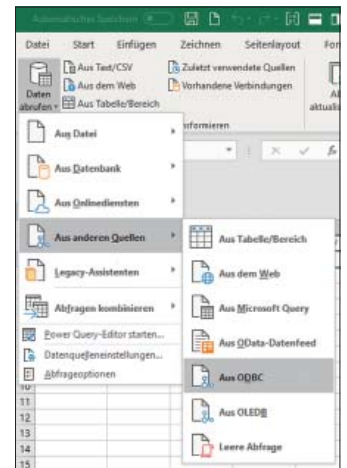 Automatisches Speichern
Datei Start Einfügen Zeichnen Seitenlayout For
Daten abrufen
Aus Text/CSV
Aus dem Web
Aus Tabelle/Bereich
Zuletzt verwendete Quellen
Vorhandene Verbindungen
aktualis
Aus Datei
Aus Datenbank
Aus Onlinediensten
Aus anderen Quellen
Legacy-Assistenten
Abfragen kombinieren
Power Query-Editor starten...
Datenquelleneinstellungen...
Abfrageoptionen
Aus Tabelle/Bereich
Aus dem Web
Aus Microsoft Query
Aus OData-Datenfeed
Aus ODBC
Aus OLEDB
Leere Abfrage
10
11
12
13
14
15